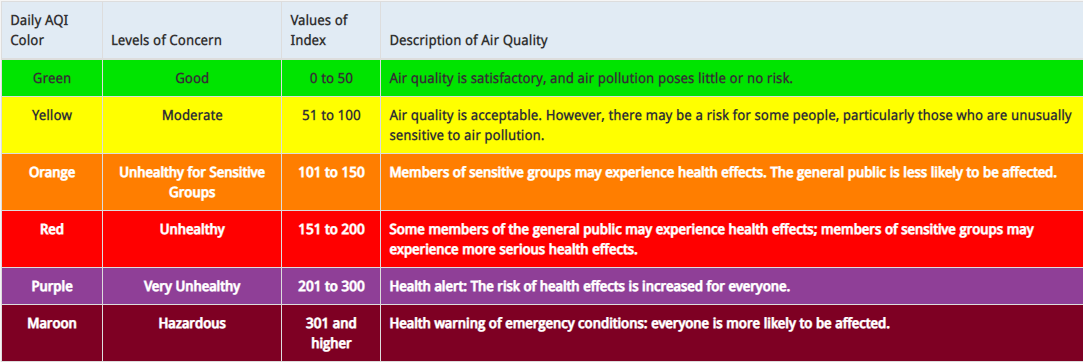 Daily AQI
Color
Levels of Concern
Values of
Index
Description of Air Quality
Green
Good
0 to 50
Air quality is satisfactory, and air pollution poses little or no risk.
Yellow
Moderate
51 to 100
Air quality is acceptable. However, there may be a risk for some people, particularly those who are unusually
sensitive to air pollution.
Orange
Unhealthy for Sensitive
Groups
101 to 150
Members of sensitive groups may experience health effects. The general public is less likely to be affected.
Red
Unhealthy
151 to 200
Some members of the general public may experience health effects; members of sensitive groups may
experience more serious health effects.
Purple
Very Unhealthy
201 to 300
Health alert: The risk of health effects is increased for everyone.
Maroon
Hazardous
301 and
higher
Health warning of emergency conditions: everyone is more likely to be affected.